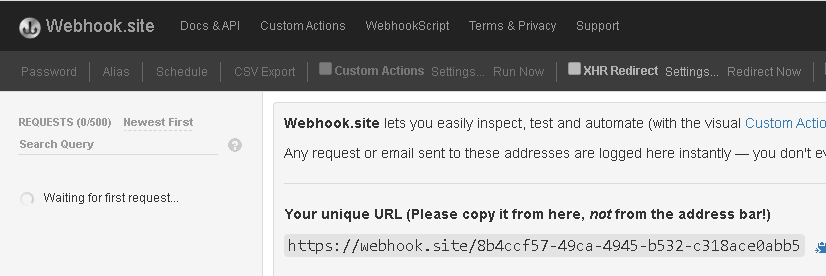 Webhook.site Docs & API Custom Actions WebhookScript Terms & Privacy Support
Password Alias Schedule CSV Export Custom Actions Settings... Run Now XHR Redirect Settings... Redirect Now
REQUESTS (0/500) Newest First
Search Query ?
Waiting for first request...
Webhook.site lets you easily inspect, test and automate (with the visual Custom Actio
Any request or email sent to these addresses are logged here instantly — you don't ev
Your unique URL (Please copy it from here, not from the address bar!)
https://webhook.site/8b4ccf57-49ca-4945-b532-c318ace0abb5